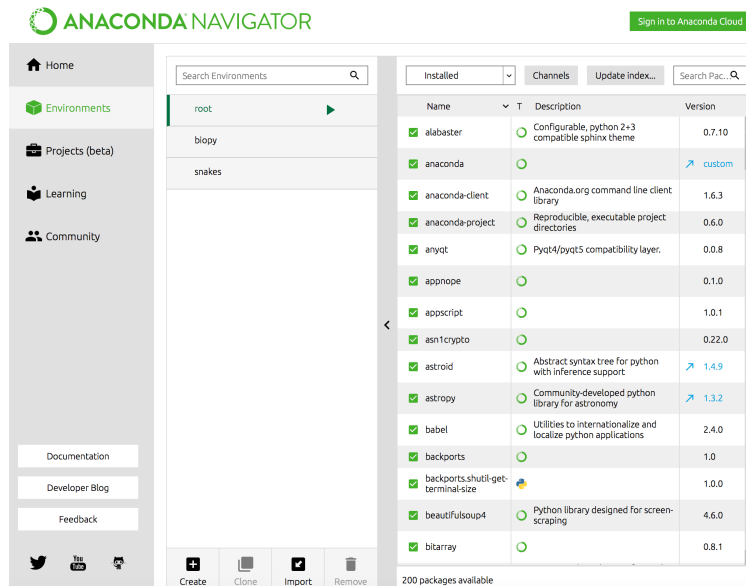 ANACONDA NAVIGATOR
Sign in to Anaconda Cloud
Home
Environments
Projects (beta)
Learning
Community
Documentation
Developer Blog
Feedback
You
Tube
Search Environments
root
biopy
snakes
Create
Clone
Import
Remove
Installed
Channels
Update index...
Search Pac...
Name T Description Version
alabaster Configurable, python 2+3 0.7.10
compatible sphinx theme
anaconda custom
anaconda-client Anaconda.org command line client 1.6.3
library
anaconda-project Reproducible, executable project 0.6.0
directories
anyqt Pyqt4/pyqt5 compatibility layer. 0.0.8
appnope 0.1.0
appscript 1.0.1
asn1crypto 0.22.0
astroid Abstract syntax tree for python 1.4.9
with inference support
astropy Community-developed python 1.3.2
library for astronomy
babel Utilities to internationalize and 2.4.0
localize python applications
backports 1.0
backports.shutil-get- 1.0.0
terminal-size
beautifulsoup4 Python library designed for screen- 4.6.0
scraping
bitarray 0.8.1
200 packages available